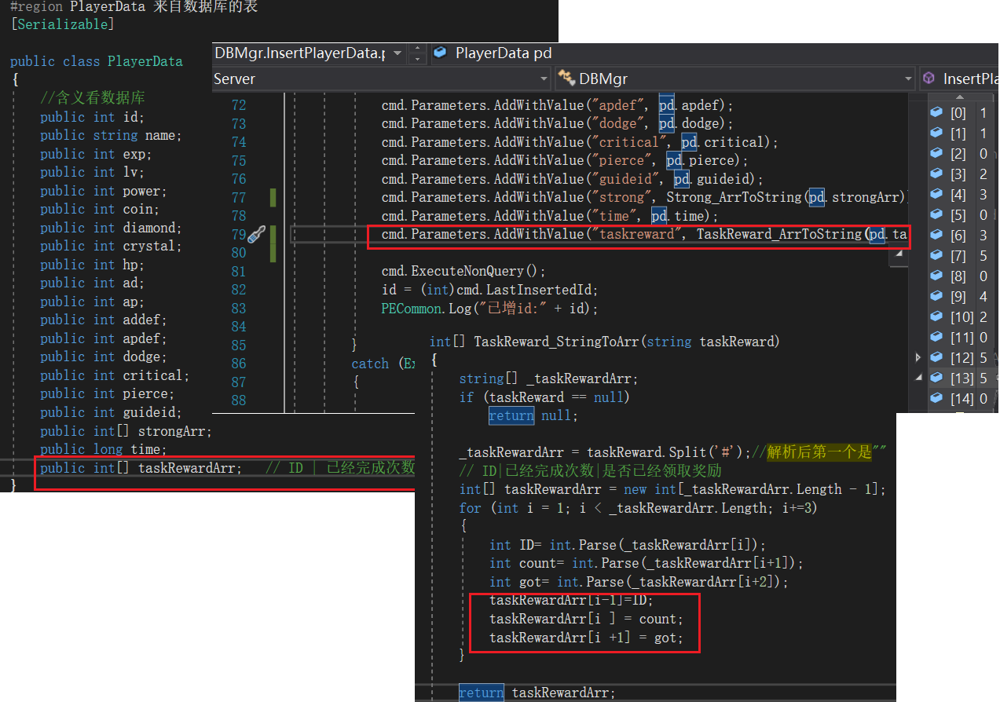 #region PlayerData 来自数据库的表
[Serializable]
public class PlayerData
{
//含义看数据库
public int id;
public string name;
public int exp;
public int lv;
public int power;
public int coin;
public int diamond;
public int crystal;
public int hp;
public int ad;
public int ap;
public int addef;
public int apdef;
public int dodge;
public int critical;
public int pierce;
public int guideid;
public int[] strongArr;
public long time;
public int[] taskRewardArr; // ID | 已经完成次数
}
DBMgr.InsertPlayerData.p
PlayerData pd
Server
DBMgr
InsertPla
72 cmd.Parameters.AddWithValue("apdef", pd.apdef);
73 cmd.Parameters.AddWithValue("dodge", pd.dodge);
74 cmd.Parameters.AddWithValue("critical", pd.critical);
75 cmd.Parameters.AddWithValue("pierce", pd.pierce);
76 cmd.Parameters.AddWithValue("guideid", pd.guideid);
77 cmd.Parameters.AddWithValue("strong", Strong_ArrToString(pd.strongArr))
78 cmd.Parameters.AddWithValue("time", pd.time);
79 cmd.Parameters.AddWithValue("taskreward", TaskReward_ArrToString(pd.ta
80
81 cmd.ExecuteNonQuery();
82 id = (int)cmd.LastInsertedId;
83 PECommon.Log("已增id:" + id);
84
85 }
86 catch (Ex
87 {
88
[0] 1
[1] 1
[2] 0
[3] 2
[4] 3
[5] 0
[6] 3
[7] 5
[8] 0
[9] 4
[10] 2
[11] 0
[12] 5
[13] 5
[14] 0
int[] TaskReward_StringToArr(string taskReward)
{
string[] _taskRewardArr;
if (taskReward == null)
return null;
_taskRewardArr = taskReward.Split('#');//解析后第一个是""
// ID|已经完成次数|是否已经领取奖励
int[] taskRewardArr = new int[_taskRewardArr.Length - 1];
for (int i = 1; i < _taskRewardArr.Length; i+=3)
{
int ID= int.Parse(_taskRewardArr[i]);
int count= int.Parse(_taskRewardArr[i+1]);
int got= int.Parse(_taskRewardArr[i+2]);
taskRewardArr[i-1]=ID;
taskRewardArr[i ] = count;
taskRewardArr[i +1] = got;
}
return taskRewardArr;